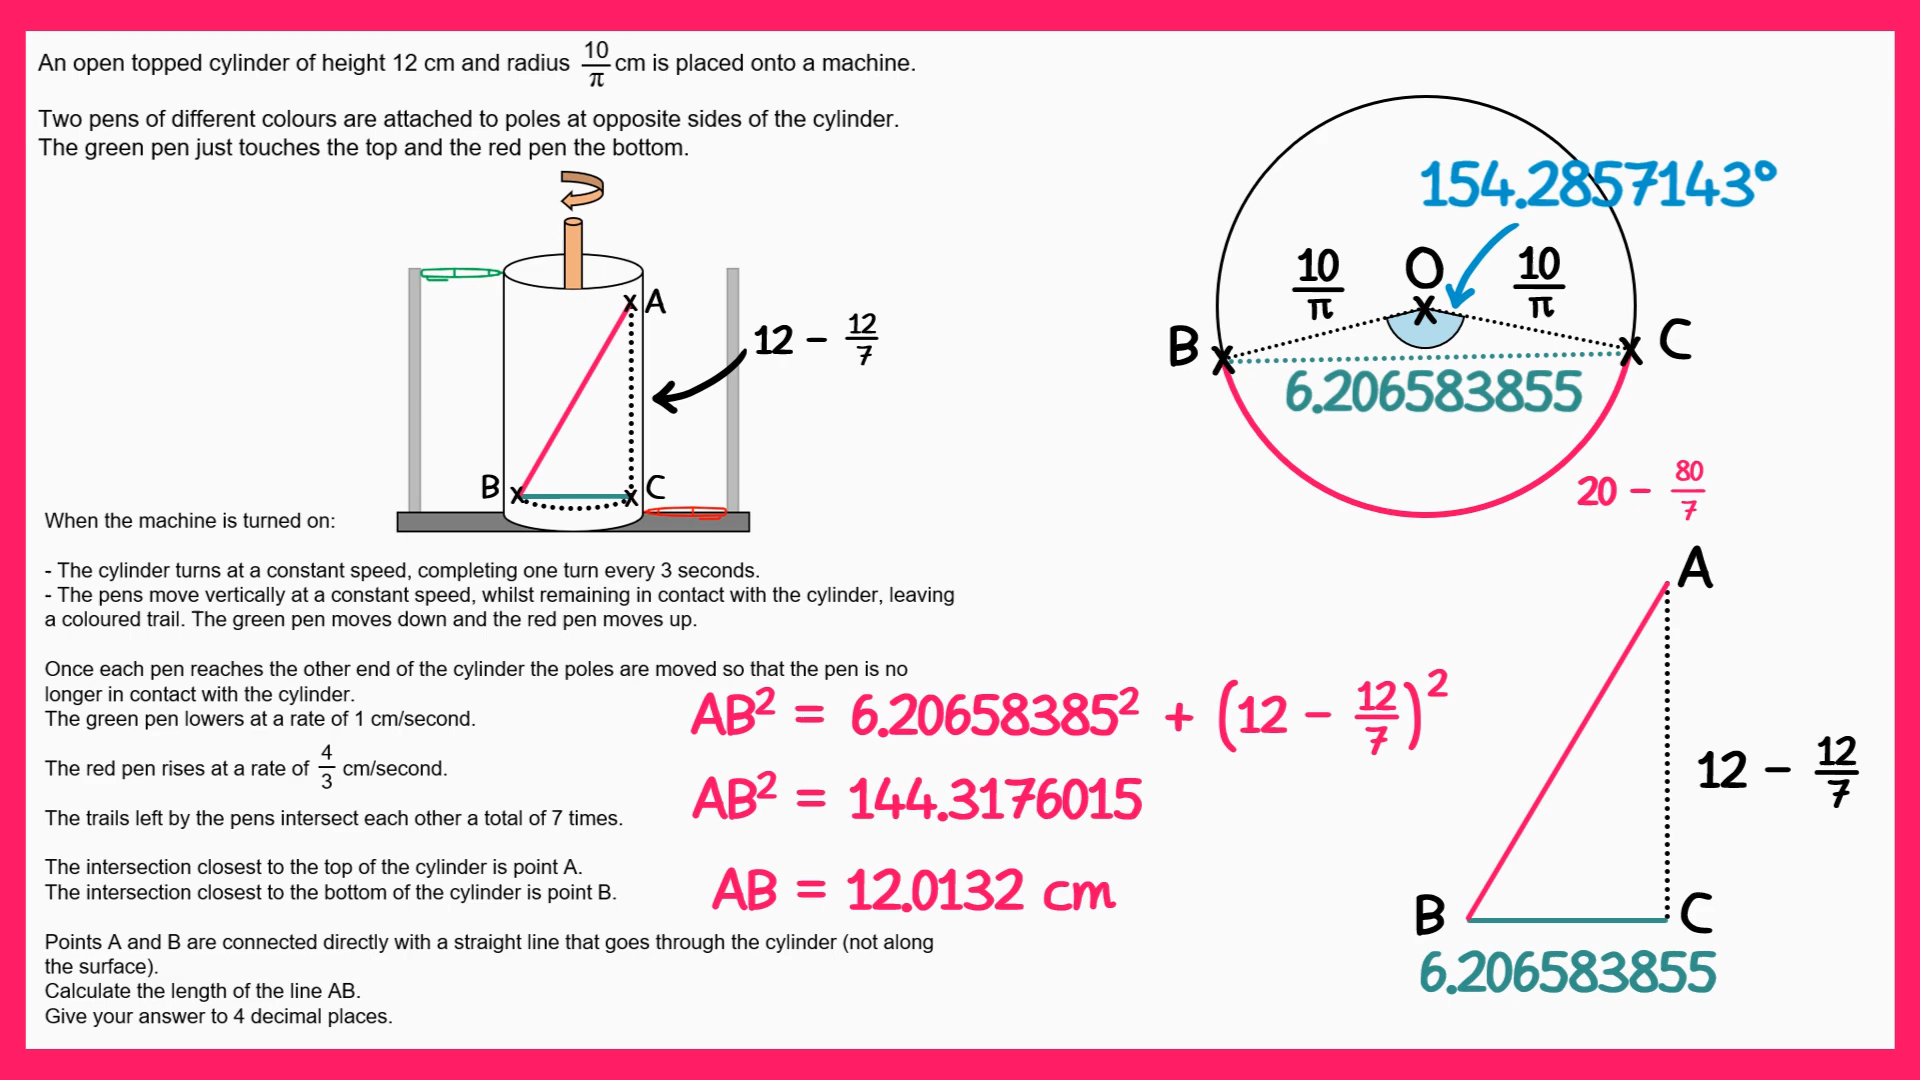 An open topped cylinder of height 12 cm and radius 10/π cm is placed onto a machine.
Two pens of different colours are attached to poles at opposite sides of the cylinder.
The green pen just touches the top and the red pen the bottom.
A
12 − 12/7
B
C
When the machine is turned on:
- The cylinder turns at a constant speed, completing one turn every 3 seconds.
- The pens move vertically at a constant speed, whilst remaining in contact with the cylinder, leaving
a coloured trail. The green pen moves down and the red pen moves up.
Once each pen reaches the other end of the cylinder the poles are moved so that the pen is no
longer in contact with the cylinder.
The green pen lowers at a rate of 1 cm/second.
The red pen rises at a rate of 4/3 cm/second.
The trails left by the pens intersect each other a total of 7 times.
The intersection closest to the top of the cylinder is point A.
The intersection closest to the bottom of the cylinder is point B.
Points A and B are connected directly with a straight line that goes through the cylinder (not along
the surface).
Calculate the length of the line AB.
Give your answer to 4 decimal places.
154.2857143°
10/π O 10/π
x
B x x C
6.206583855
20 − 80/7
AB² = 6.20658385² + (12 − 12/7)²
AB² = 144.3176015
AB = 12.0132 cm
A
12 − 12/7
B C
6.206583855